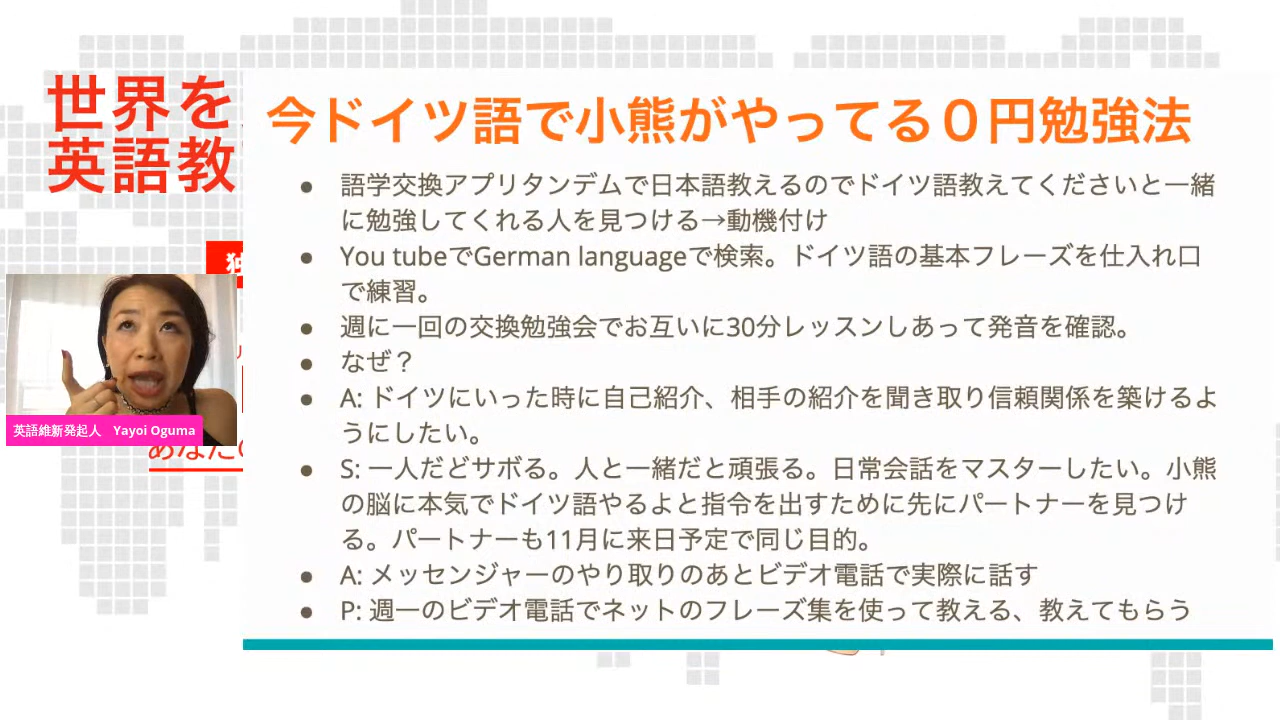 世界を
英語教
今ドイツ語で小熊がやってる０円勉強法
● 語学交換アプリタンデムで日本語教えるのでドイツ語教えてくださいと一緒
に勉強してくれる人を見つける→動機付け
● You tubeでGerman languageで検索。ドイツ語の基本フレーズを仕入れ口
で練習。
● 週に一回の交換勉強会でお互いに30分レッスンしあって発音を確認。
● なぜ？
● A: ドイツにいった時に自己紹介、相手の紹介を聞き取り信頼関係を築けるよ
うにしたい。
● S: 一人だどサボる。人と一緒だと頑張る。日常会話をマスターしたい。小熊
の脳に本気でドイツ語やるよと指令を出すために先にパートナーを見つけ
る。パートナーも11月に来日予定で同じ目的。
● A: メッセンジャーのやり取りのあとビデオ電話で実際に話す
● P: 週一のビデオ電話でネットのフレーズ集を使って教える、教えてもらう
英語維新発起人　Yayoi Oguma